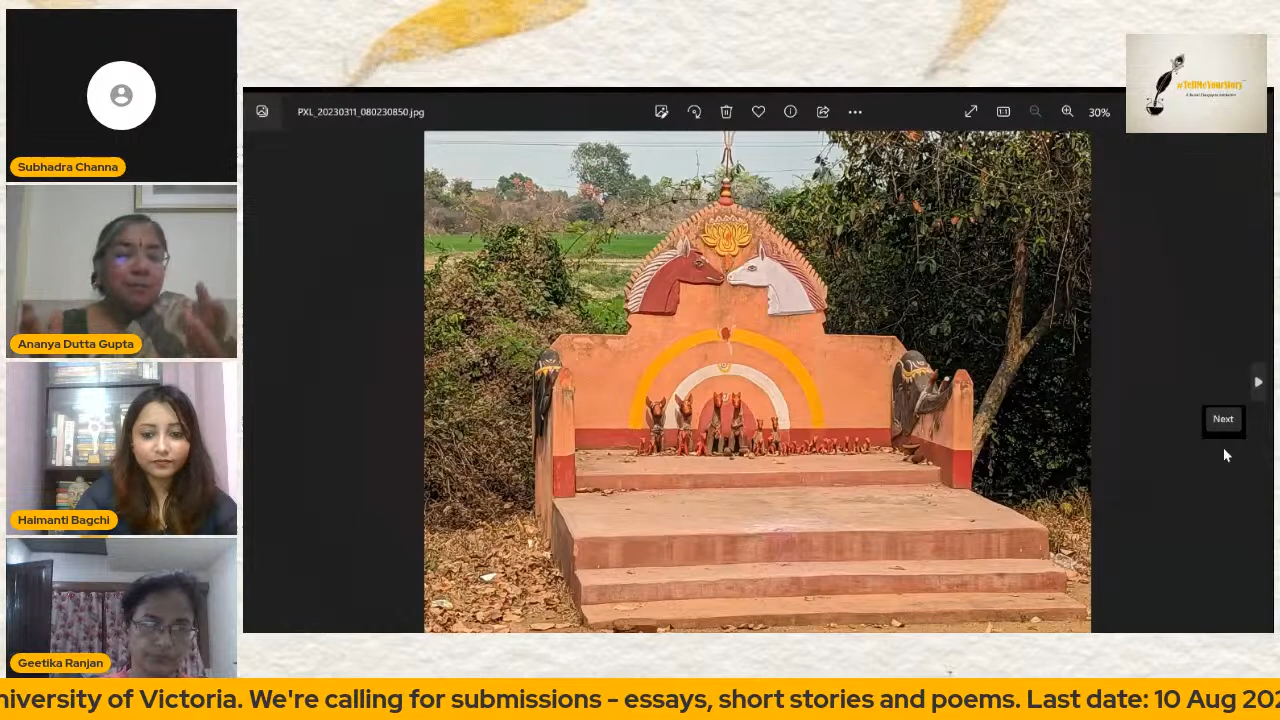 PXL_20230311_080230850.jpg
30%
#TellMeYourStory
Subhadra Channa
Ananya Dutta Gupta
Haimanti Bagchi
Next
Geetika Ranjan
niversity of Victoria. We're calling for submissions - essays, short stories and poems. Last date: 10 Aug 202